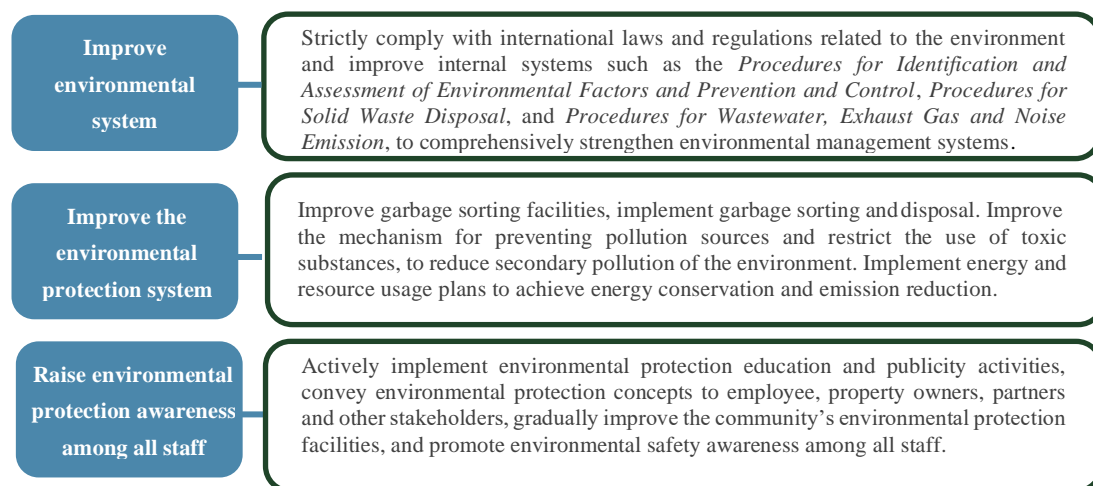 Improve
environmental
system
Strictly comply with international laws and regulations related to the environment
and improve internal systems such as the Procedures for Identification and
Assessment of Environmental Factors and Prevention and Control, Procedures for
Solid Waste Disposal, and Procedures for Wastewater, Exhaust Gas and Noise
Emission, to comprehensively strengthen environmental management systems.
Improve the
environmental
protection system
Improve garbage sorting facilities, implement garbage sorting and disposal. Improve
the mechanism for preventing pollution sources and restrict the use of toxic
substances, to reduce secondary pollution of the environment. Implement energy and
resource usage plans to achieve energy conservation and emission reduction.
Raise environmental
protection awareness
among all staff
Actively implement environmental protection education and publicity activities,
convey environmental protection concepts to employee, property owners, partners
and other stakeholders, gradually improve the community's environmental protection
facilities, and promote environmental safety awareness among all staff.